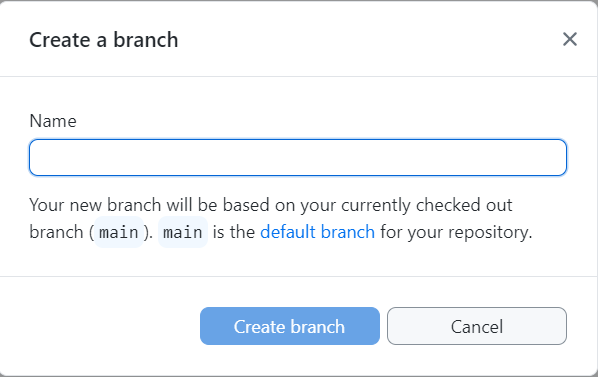 Create a branch
Name
Your new branch will be based on your currently checked out
branch (main). main is the default branch for your repository.
Create branch
Cancel